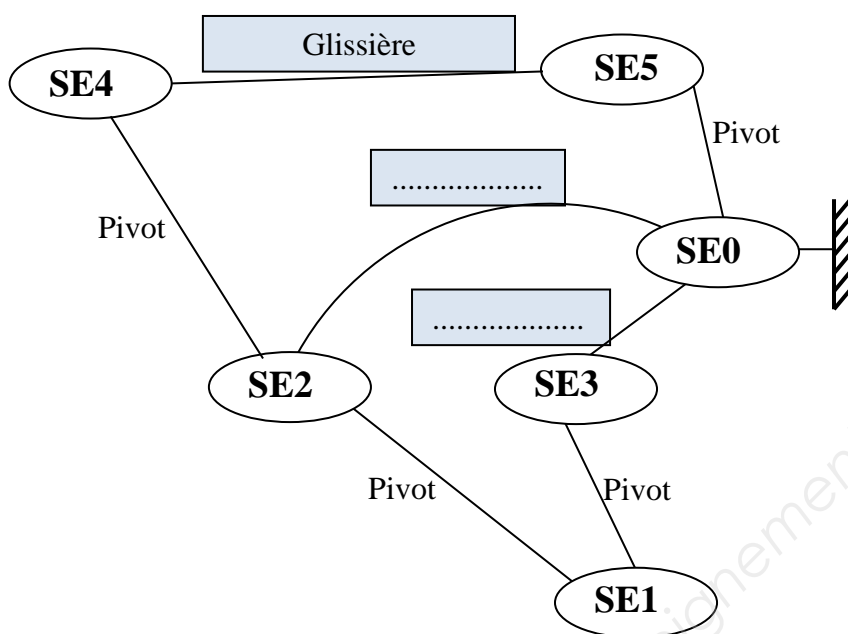 Glissière
SE4
SE5
Pivot
...................
Pivot
SE0
...................
SE2
SE3
Pivot
Pivot
SE1